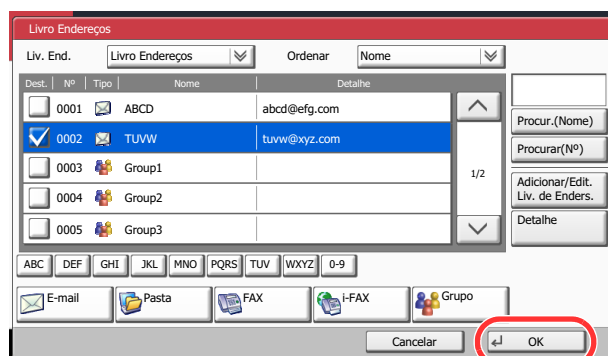 Livro Endereços
Liv. End. Livro Endereços Ordenar Nome
Dest. Nº Tipo Nome Detalhe
0001 ABCD abcd@efg.com
0002 TUVW tuvw@xyz.com
0003 Group1
0004 Group2
0005 Group3
1/2
Procur.(Nome)
Procurar(Nº)
Adicionar/Edit.
Liv. de Enders.
Detalhe
ABC DEF GHI JKL MNO PQRS TUV WXYZ 0-9
E-mail Pasta FAX i-FAX Grupo
Cancelar OK